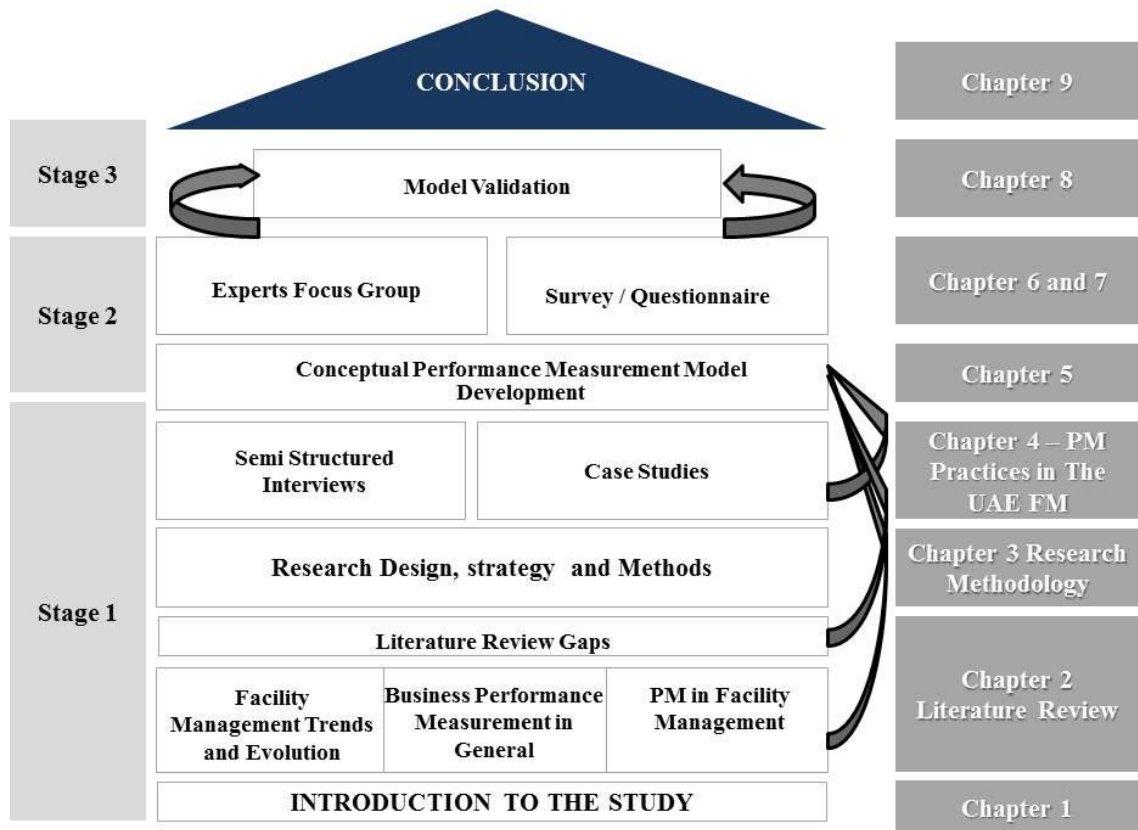 CONCLUSION
Chapter 9
Stage 3
Model Validation
Chapter 8
Stage 2
Experts Focus Group
Survey / Questionnaire
Chapter 6 and 7
Conceptual Performance Measurement Model
Development
Chapter 5
Stage 1
Semi Structured
Interviews
Case Studies
Chapter 4 – PM
Practices in The
UAE FM
Research Design, strategy and Methods
Chapter 3 Research
Methodology
Literature Review Gaps
Facility
Management Trends
and Evolution
Business Performance
Measurement in
General
PM in Facility
Management
Chapter 2
Literature Review
INTRODUCTION TO THE STUDY
Chapter 1